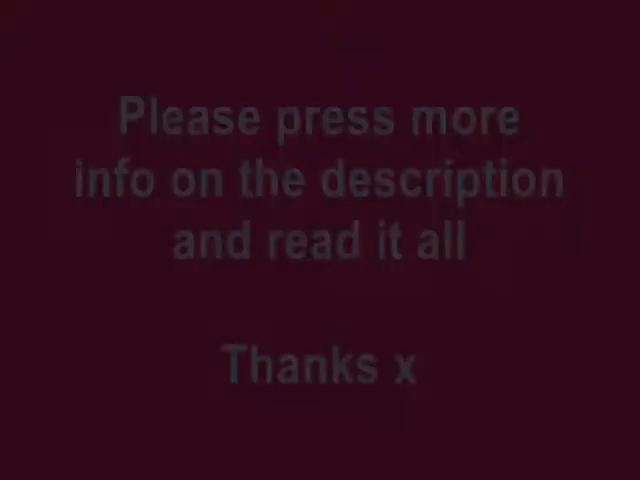 Please press more
info on the description
and read it all
Thanks x